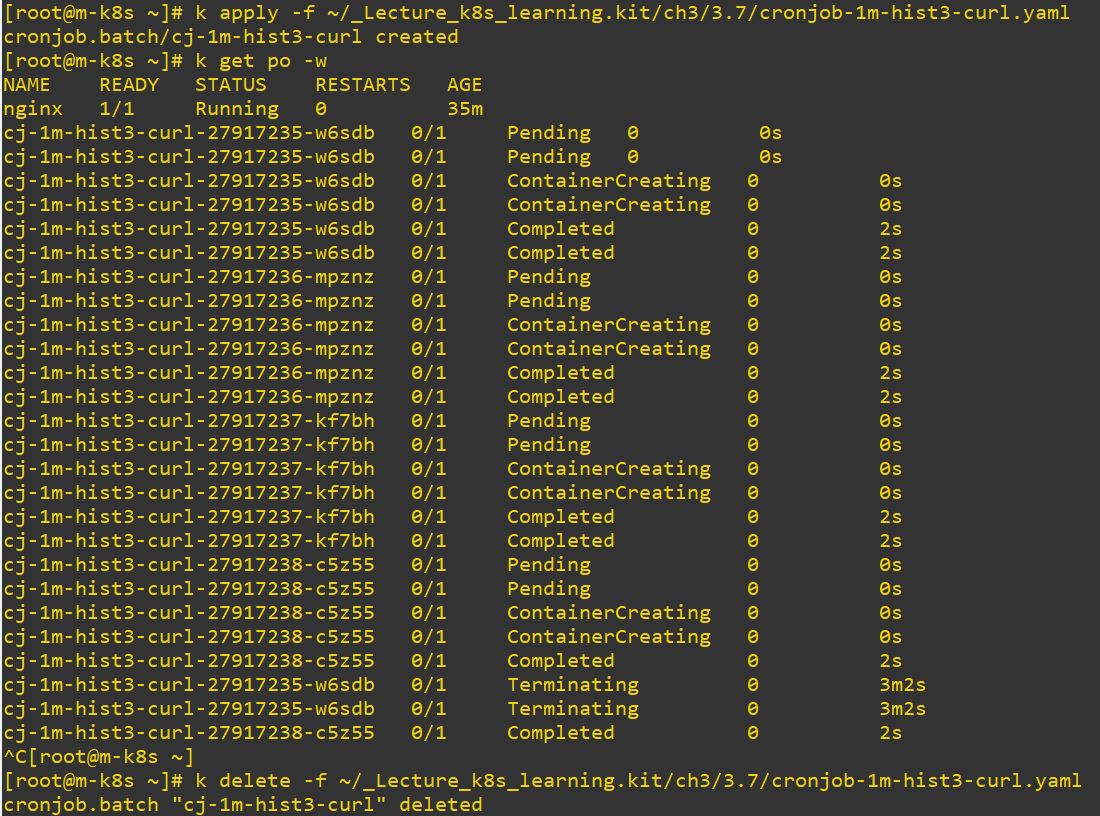 [root@m-k8s ~]# k apply -f ~/_Lecture_k8s_learning.kit/ch3/3.7/cronjob-1m-hist3-curl.yaml
cronjob.batch/cj-1m-hist3-curl created
[root@m-k8s ~]# k get po -w
NAME    READY   STATUS    RESTARTS   AGE
nginx   1/1     Running   0          35m
cj-1m-hist3-curl-27917235-w6sdb   0/1     Pending   0          0s
cj-1m-hist3-curl-27917235-w6sdb   0/1     Pending   0          0s
cj-1m-hist3-curl-27917235-w6sdb   0/1     ContainerCreating   0          0s
cj-1m-hist3-curl-27917235-w6sdb   0/1     ContainerCreating   0          0s
cj-1m-hist3-curl-27917235-w6sdb   0/1     Completed           0          2s
cj-1m-hist3-curl-27917235-w6sdb   0/1     Completed           0          2s
cj-1m-hist3-curl-27917236-mpznz   0/1     Pending             0          0s
cj-1m-hist3-curl-27917236-mpznz   0/1     Pending             0          0s
cj-1m-hist3-curl-27917236-mpznz   0/1     ContainerCreating   0          0s
cj-1m-hist3-curl-27917236-mpznz   0/1     ContainerCreating   0          0s
cj-1m-hist3-curl-27917236-mpznz   0/1     Completed           0          2s
cj-1m-hist3-curl-27917236-mpznz   0/1     Completed           0          2s
cj-1m-hist3-curl-27917237-kf7bh   0/1     Pending             0          0s
cj-1m-hist3-curl-27917237-kf7bh   0/1     Pending             0          0s
cj-1m-hist3-curl-27917237-kf7bh   0/1     ContainerCreating   0          0s
cj-1m-hist3-curl-27917237-kf7bh   0/1     ContainerCreating   0          0s
cj-1m-hist3-curl-27917237-kf7bh   0/1     Completed           0          2s
cj-1m-hist3-curl-27917237-kf7bh   0/1     Completed           0          2s
cj-1m-hist3-curl-27917238-c5z55   0/1     Pending             0          0s
cj-1m-hist3-curl-27917238-c5z55   0/1     Pending             0          0s
cj-1m-hist3-curl-27917238-c5z55   0/1     ContainerCreating   0          0s
cj-1m-hist3-curl-27917238-c5z55   0/1     ContainerCreating   0          0s
cj-1m-hist3-curl-27917238-c5z55   0/1     Completed           0          2s
cj-1m-hist3-curl-27917235-w6sdb   0/1     Terminating         0          3m2s
cj-1m-hist3-curl-27917235-w6sdb   0/1     Terminating         0          3m2s
cj-1m-hist3-curl-27917238-c5z55   0/1     Completed           0          2s
^C[root@m-k8s ~]
[root@m-k8s ~]# k delete -f ~/_Lecture_k8s_learning.kit/ch3/3.7/cronjob-1m-hist3-curl.yaml
cronjob.batch "cj-1m-hist3-curl" deleted